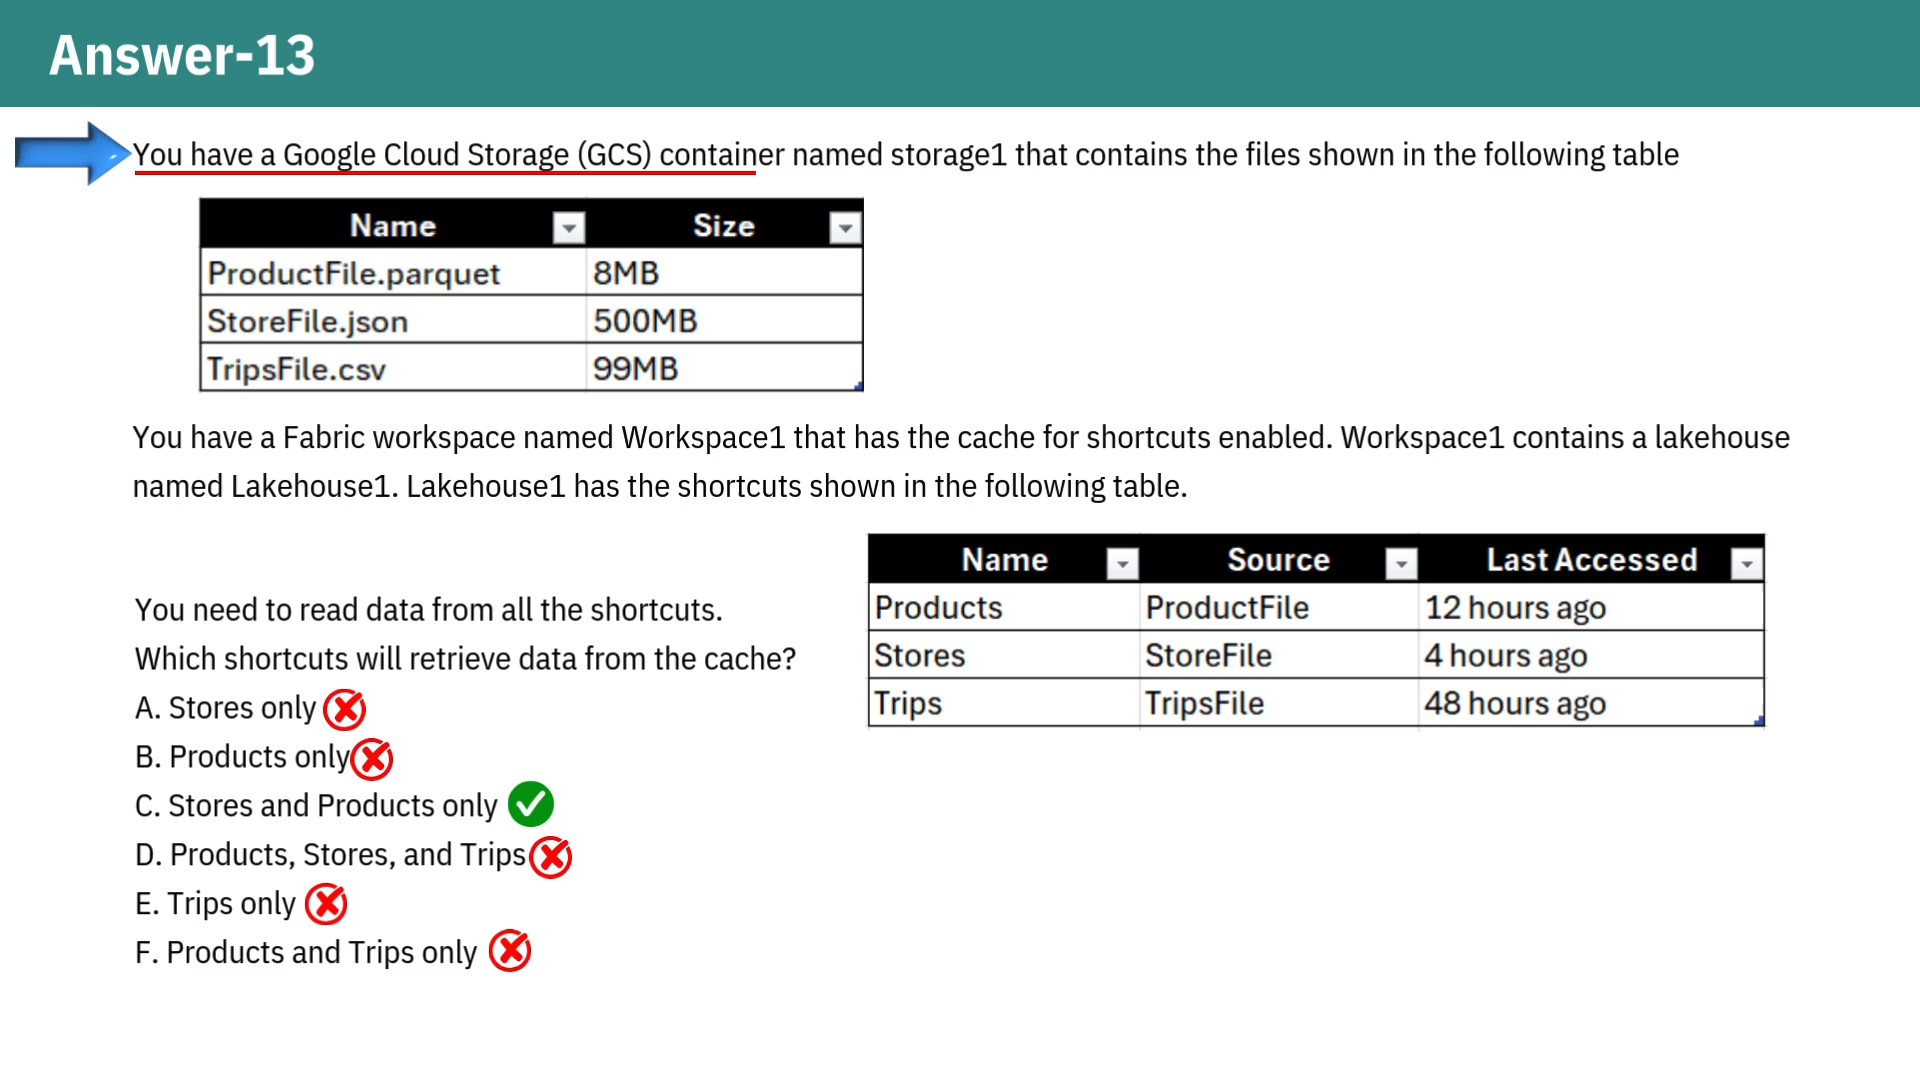 Answer-13
You have a Google Cloud Storage (GCS) container named storage1 that contains the files shown in the following table
Name Size
ProductFile.parquet 8MB
StoreFile.json 500MB
TripsFile.csv 99MB
You have a Fabric workspace named Workspace1 that has the cache for shortcuts enabled. Workspace1 contains a lakehouse
named Lakehouse1. Lakehouse1 has the shortcuts shown in the following table.
Name Source Last Accessed
Products ProductFile 12 hours ago
Stores StoreFile 4 hours ago
Trips TripsFile 48 hours ago
You need to read data from all the shortcuts.
Which shortcuts will retrieve data from the cache?
A. Stores only
B. Products only
C. Stores and Products only
D. Products, Stores, and Trips
E. Trips only
F. Products and Trips only